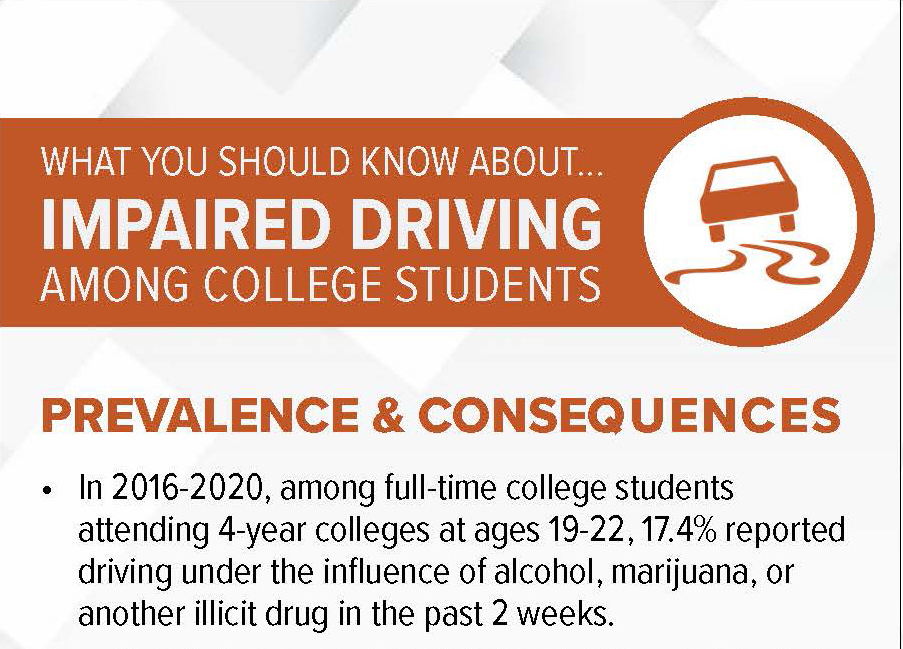 WHAT YOU SHOULD KNOW ABOUT...
IMPAIRED DRIVING
AMONG COLLEGE STUDENTS
PREVALENCE & CONSEQUENCES
• In 2016-2020, among full-time college students
attending 4-year colleges at ages 19-22, 17.4% reported
driving under the influence of alcohol, marijuana, or
another illicit drug in the past 2 weeks.